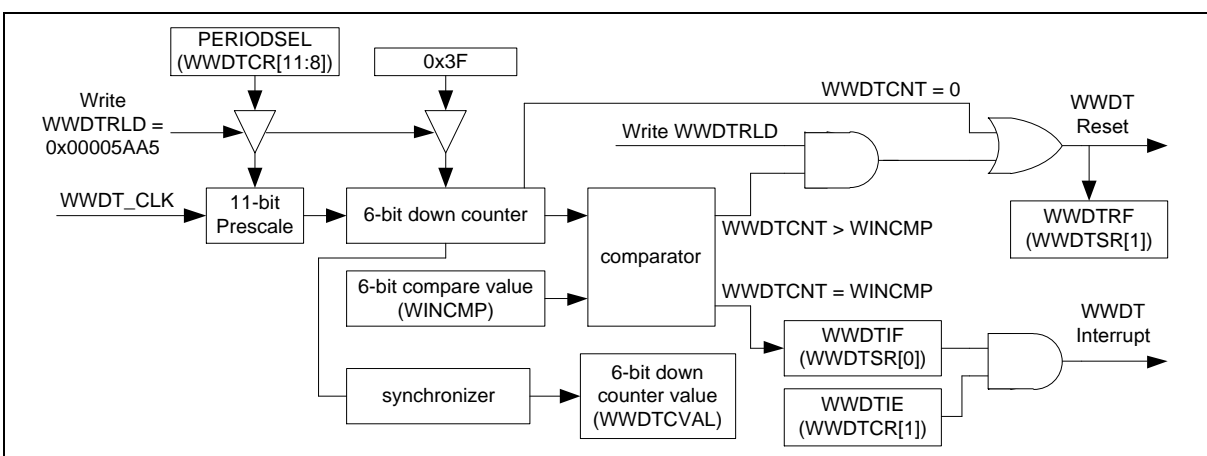 PERIODSEL
(WWDTCR[11:8])
0x3F
Write
WWDTRLD =
0x00005AA5
WWDTCNT = 0
WWDT
Reset
Write WWDTRLD
WWDT_CLK
11-bit
Prescale
6-bit down counter
comparator
WWDTCNT > WINCMP
WWDTRF
(WWDTSR[1])
6-bit compare value
(WINCMP)
WWDTCNT = WINCMP
WWDT
Interrupt
WWDTIF
(WWDTSR[0])
synchronizer
6-bit down
counter value
(WWDTCVAL)
WWDTIE
(WWDTCR[1])